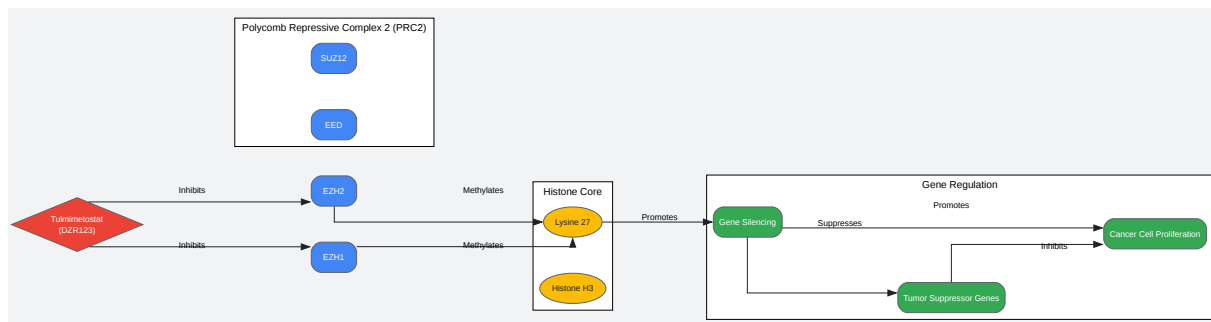 Polycomb Repressive Complex 2 (PRC2)
SUZ12
EED
Inhibits
EZH2
Methylates
Tulmimetostat
(DZR123)
Inhibits
EZH1
Methylates
Histone Core
Lysine 27
Histone H3
Promotes
Gene Regulation
Promotes
Gene Silencing
Suppresses
Cancer Cell Proliferation
Inhibits
Tumor Suppressor Genes